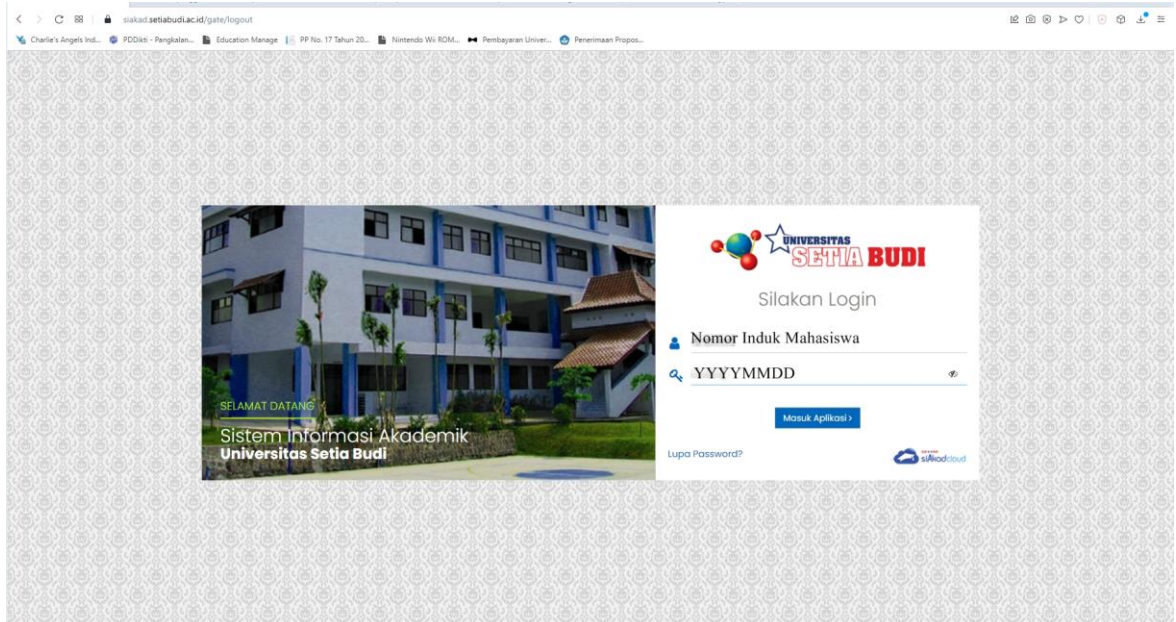 siakad.setiabudi.ac.id/gate/logout
Charlie's Angels Ind... PDDikti - Pangkalan... Education Manage PP No. 17 Tahun 20... Nintendo Wii ROM... Pembayaran Univer... Penerimaan Propos...
UNIVERSITAS
SETIA BUDI
Silakan Login
Nomor Induk Mahasiswa
YYYYMMDD
Masuk Aplikasi >
Lupa Password?
siAkadcloud
SELAMAT DATANG
Sistem Informasi Akademik
Universitas Setia Budi